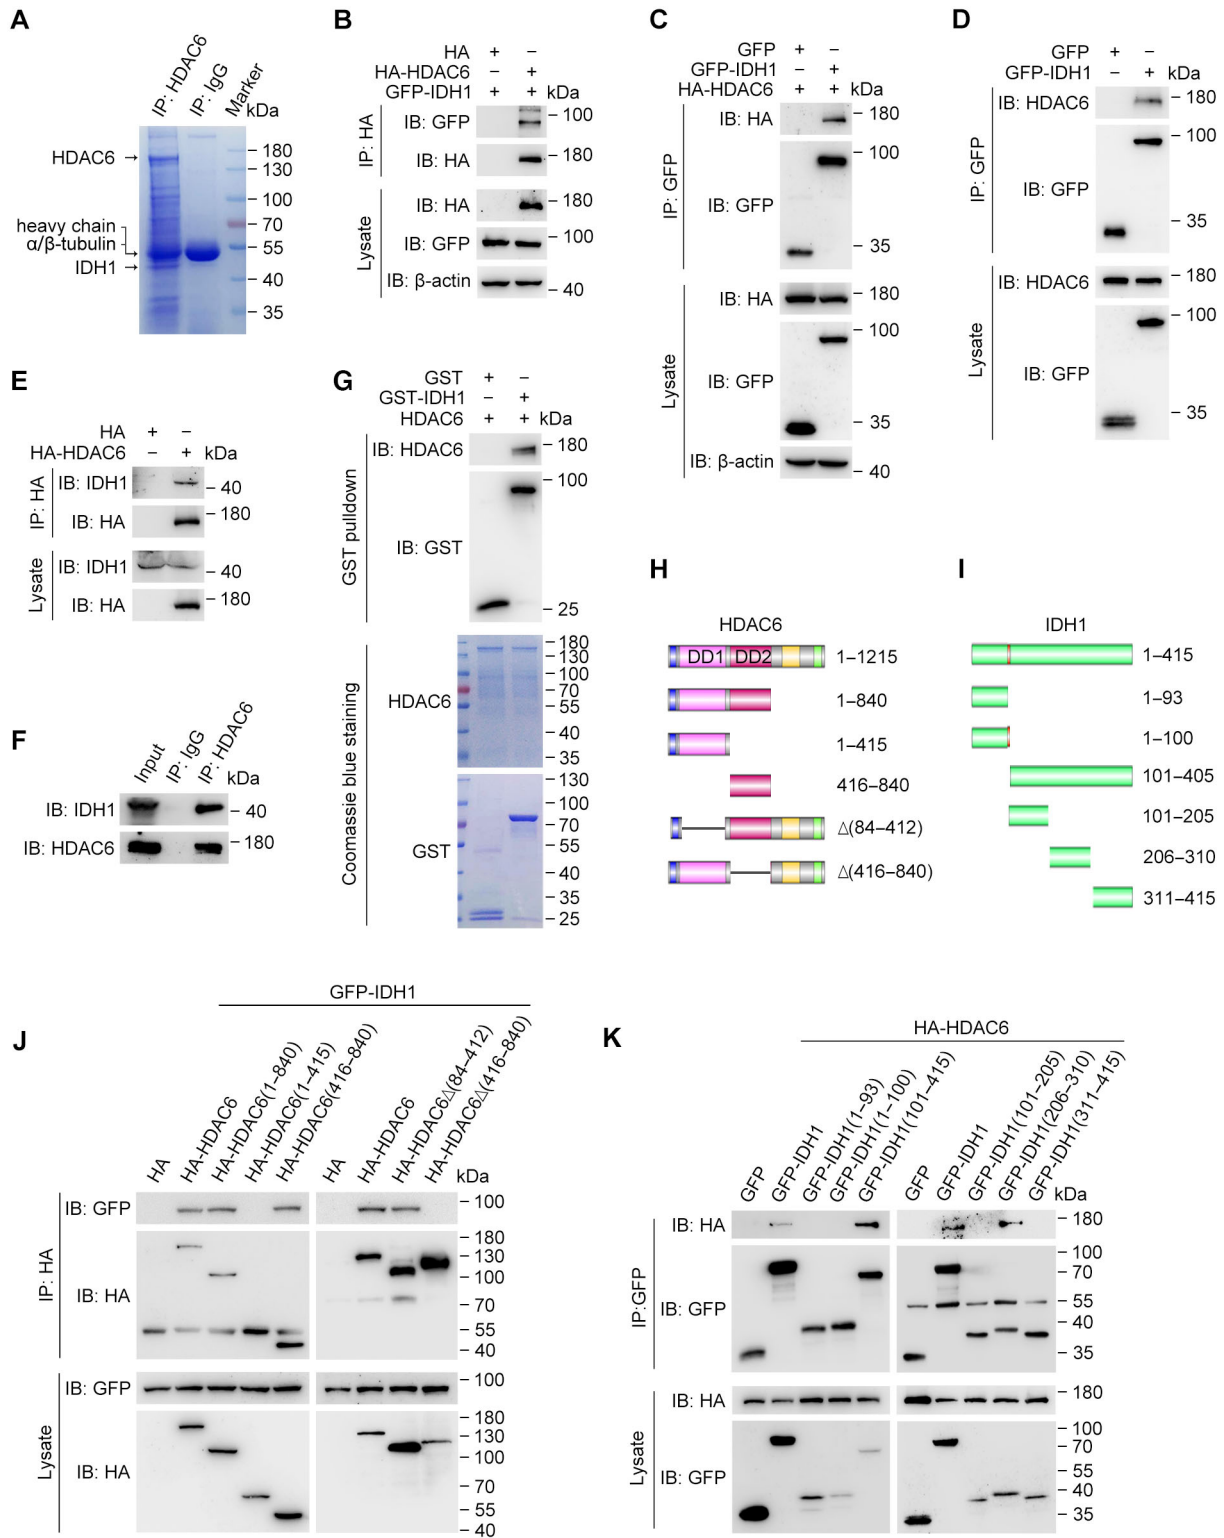 A
IP: HDAC6
IP: IgG
Marker
kDa
HDAC6
180
130
100
70
55
40
35
heavy chain
α/β-tubulin
IDH1
B
HA + –
HA-HDAC6 – +
GFP-IDH1 + + kDa
IP: HA
IB: GFP 100
IB: HA 180
Lysate
IB: HA 180
IB: GFP 100
IB: β-actin 40
C
GFP + –
GFP-IDH1 – +
HA-HDAC6 + + kDa
IP: GFP
IB: HA 180
100
IB: GFP
35
Lysate
IB: HA 180
100
IB: GFP
35
IB: β-actin 40
D
GFP + –
GFP-IDH1 – + kDa
IP: GFP
IB: HDAC6 180
100
IB: GFP
35
Lysate
IB: HDAC6 180
100
IB: GFP
35
E
HA + –
HA-HDAC6 – + kDa
IP: HA
IB: IDH1 40
IB: HA 180
Lysate
IB: IDH1 40
IB: HA 180
F
Input
IP: IgG
IP: HDAC6
kDa
IB: IDH1 40
IB: HDAC6 180
G
GST + –
GST-IDH1 – +
HDAC6 + + kDa
GST pulldown
IB: HDAC6 180
100
IB: GST
25
Coomassie blue staining
HDAC6
180
130
100
70
55
40
35
GST
130
100
70
55
40
35
25
H
HDAC6
DD1 DD2 1–1215
1–840
1–415
416–840
Δ(84–412)
Δ(416–840)
I
IDH1
1–415
1–93
1–100
101–405
101–205
206–310
311–415
J
GFP-IDH1
HA
HA-HDAC6
HA-HDAC6(1–840)
HA-HDAC6(1–415)
HA-HDAC6(416–840)
HA
HA-HDAC6
HA-HDAC6Δ(84–412)
HA-HDAC6Δ(416–840)
kDa
IP: HA
IB: GFP 100
IB: HA
180
130
100
70
55
40
Lysate
IB: GFP 100
IB: HA
180
130
100
70
55
40
K
HA-HDAC6
GFP
GFP-IDH1
GFP-IDH1(1–93)
GFP-IDH1(1–100)
GFP-IDH1(101–415)
GFP
GFP-IDH1
GFP-IDH1(101–205)
GFP-IDH1(206–310)
GFP-IDH1(311–415)
kDa
IP:GFP
IB: HA 180
IB: GFP
100
70
55
40
35
Lysate
IB: HA 180
IB: GFP
100
70
55
40
35